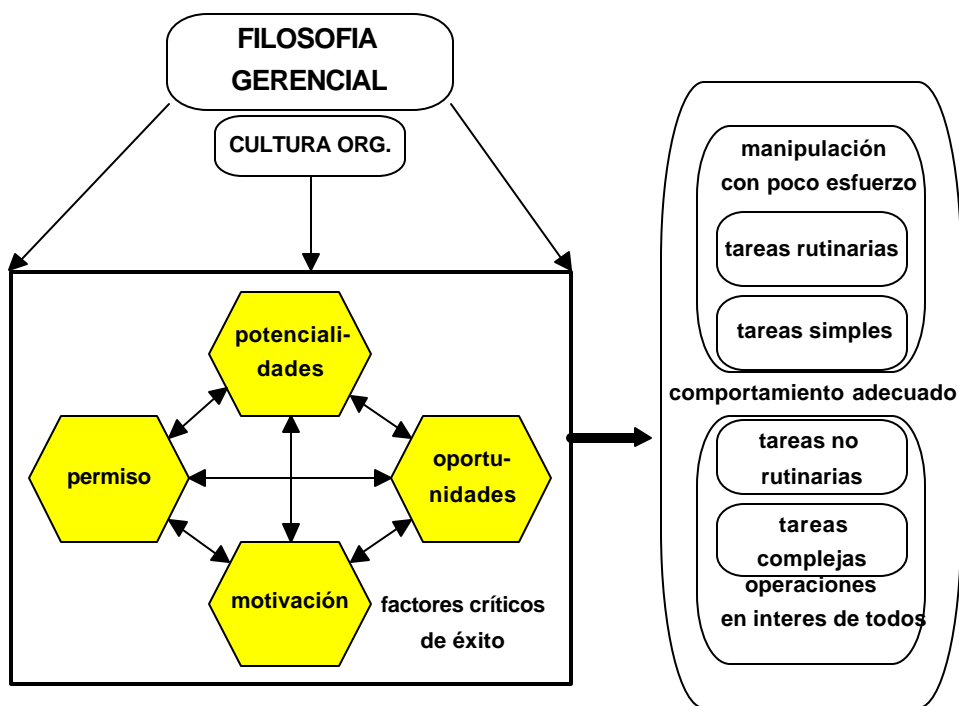 FILOSOFIA
GERENCIAL
CULTURA ORG.
potenciali-
dades
permiso
oportu-
nidades
motivación
factores críticos
de éxito
manipulación
con poco esfuerzo
tareas rutinarias
tareas simples
comportamiento adecuado
tareas no
rutinarias
tareas
complejas
operaciones
en interes de todos